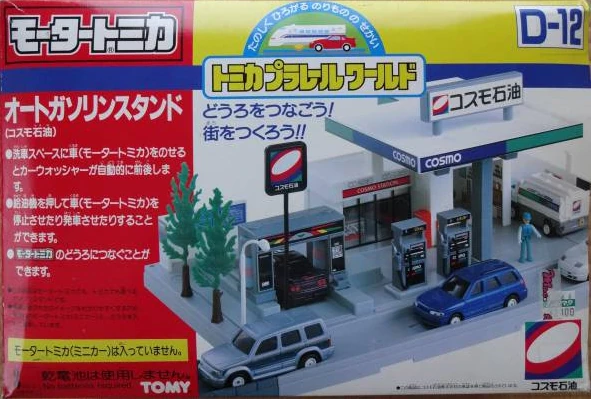 モータートミカ
®
たのしく ひろがる のりものの せかい
トミカプラレールワールド
D-12
オートガソリンスタンド
(コスモ石油)
どうろをつなごう!
街をつくろう!!
●洗車スペースに車(モータートミカ)をのせる
とカーウォッシャーが自動的に前後しま
す。
●給油機を押して車(モータートミカ)を
停止させたり発車させたりすること
ができます。
●モータートミカのどうろにつなぐことが
できます。
モータートミカ(ミニカー)は入っていません。
乾電池は使用しません。
TOMY
コスモ石油
COSMO
COSMO
COSMO STATION
コスモ石油
100
コスモ石油